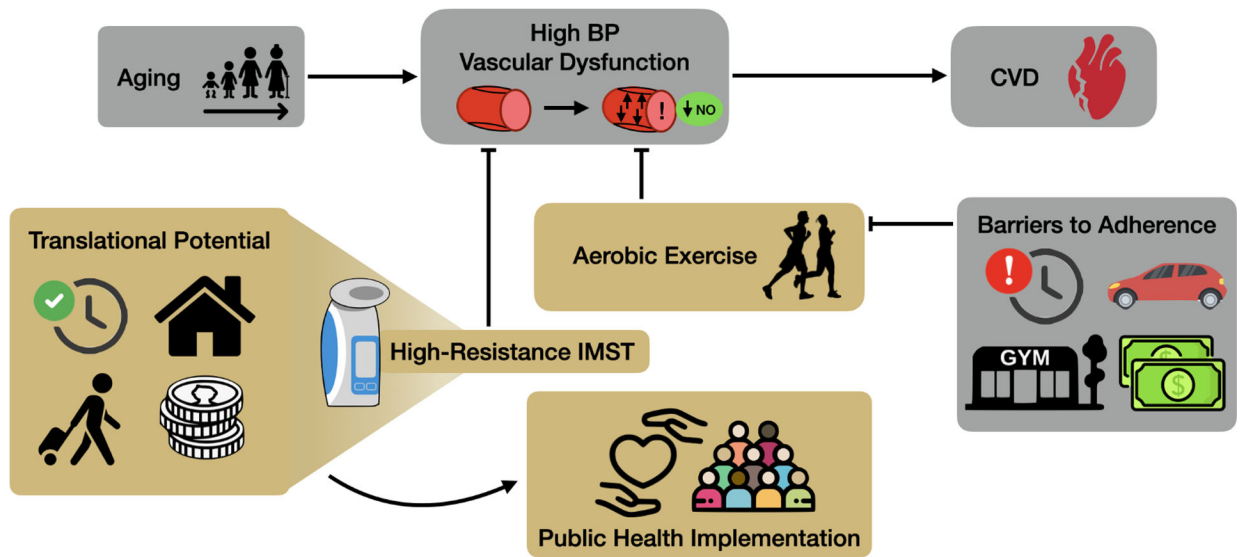 Aging
High BP
Vascular Dysfunction
! NO
CVD
Translational Potential
Aerobic Exercise
Barriers to Adherence
!
GYM
$
$
High-Resistance IMST
Public Health Implementation